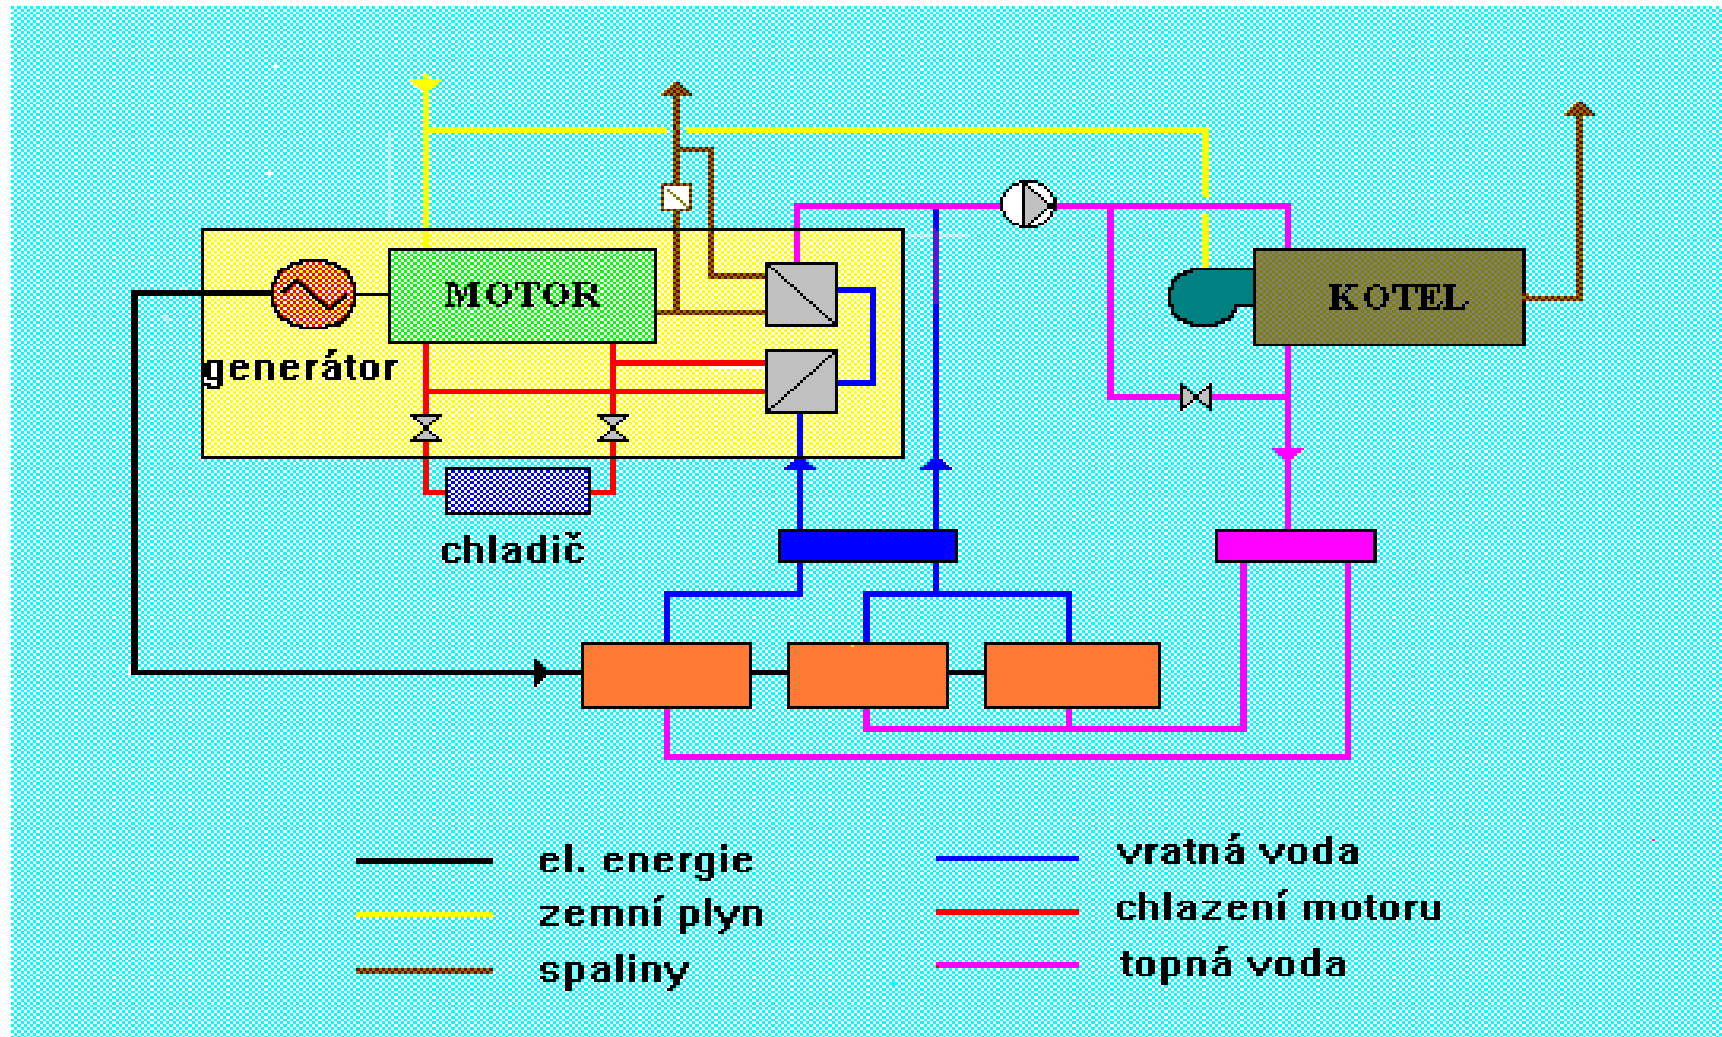 MOTOR
KOTEL
generátor
chladič
el. energie
zemní plyn
spaliny
vratná voda
chlazení motoru
topná voda